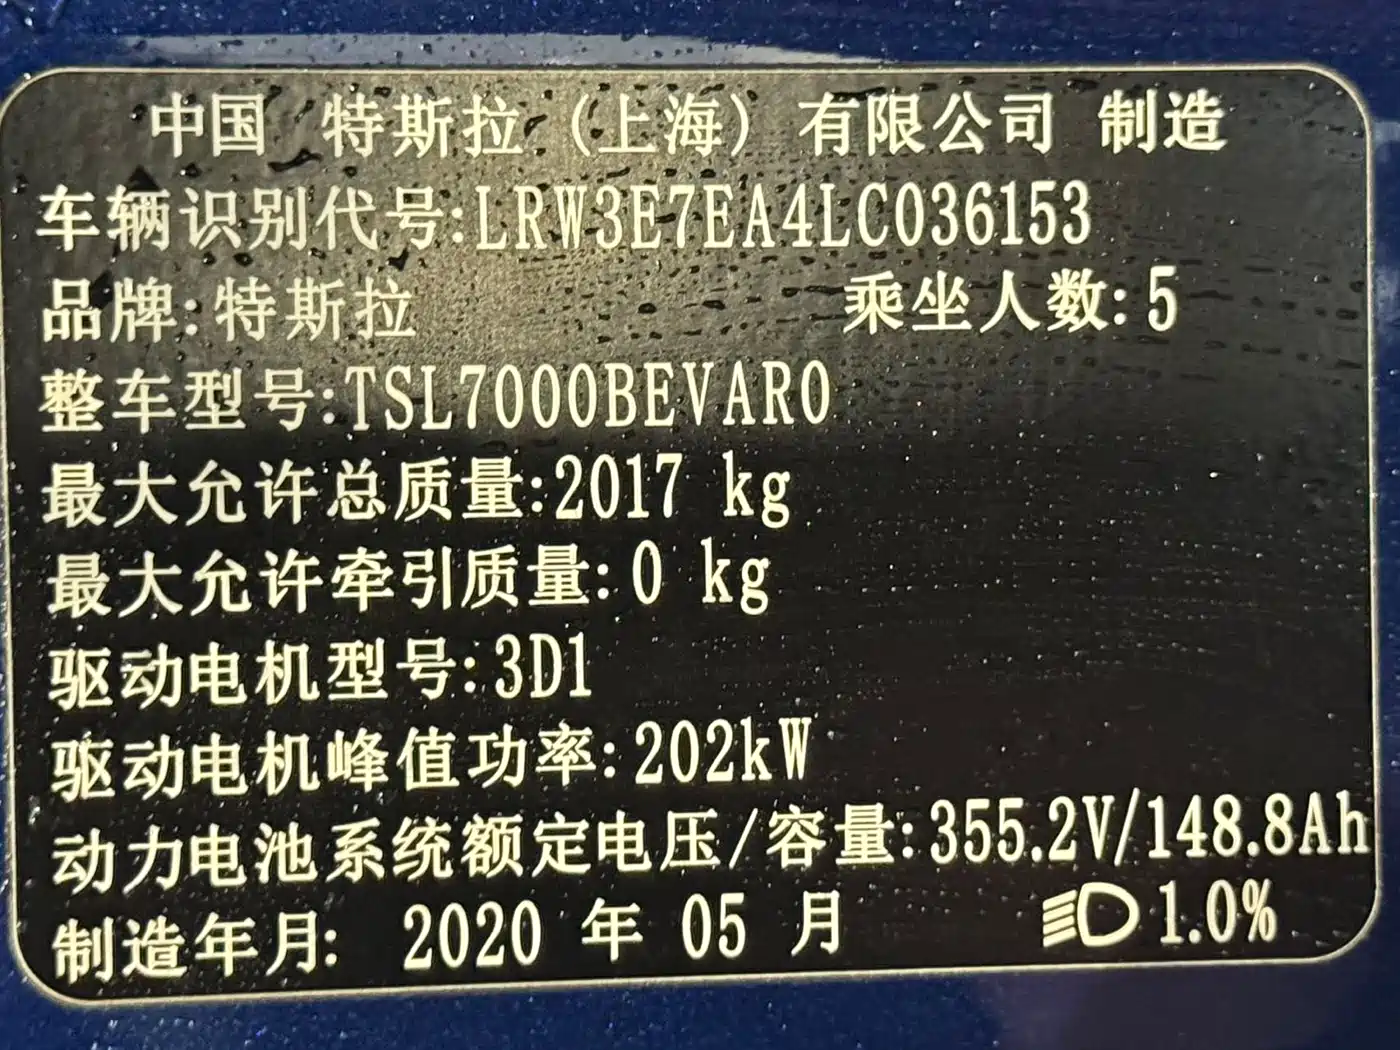 中国 特斯拉（上海）有限公司 制造
车辆识别代号:LRW3E7EA4LC036153
品牌:特斯拉 乘坐人数:5
整车型号:TSL7000BEVAR0
最大允许总质量:2017 kg
最大允许牵引质量:0 kg
驱动电机型号:3D1
驱动电机峰值功率:202kW
动力电池系统额定电压/容量:355.2V/148.8Ah
制造年月: 2020 年 05 月 1.0%